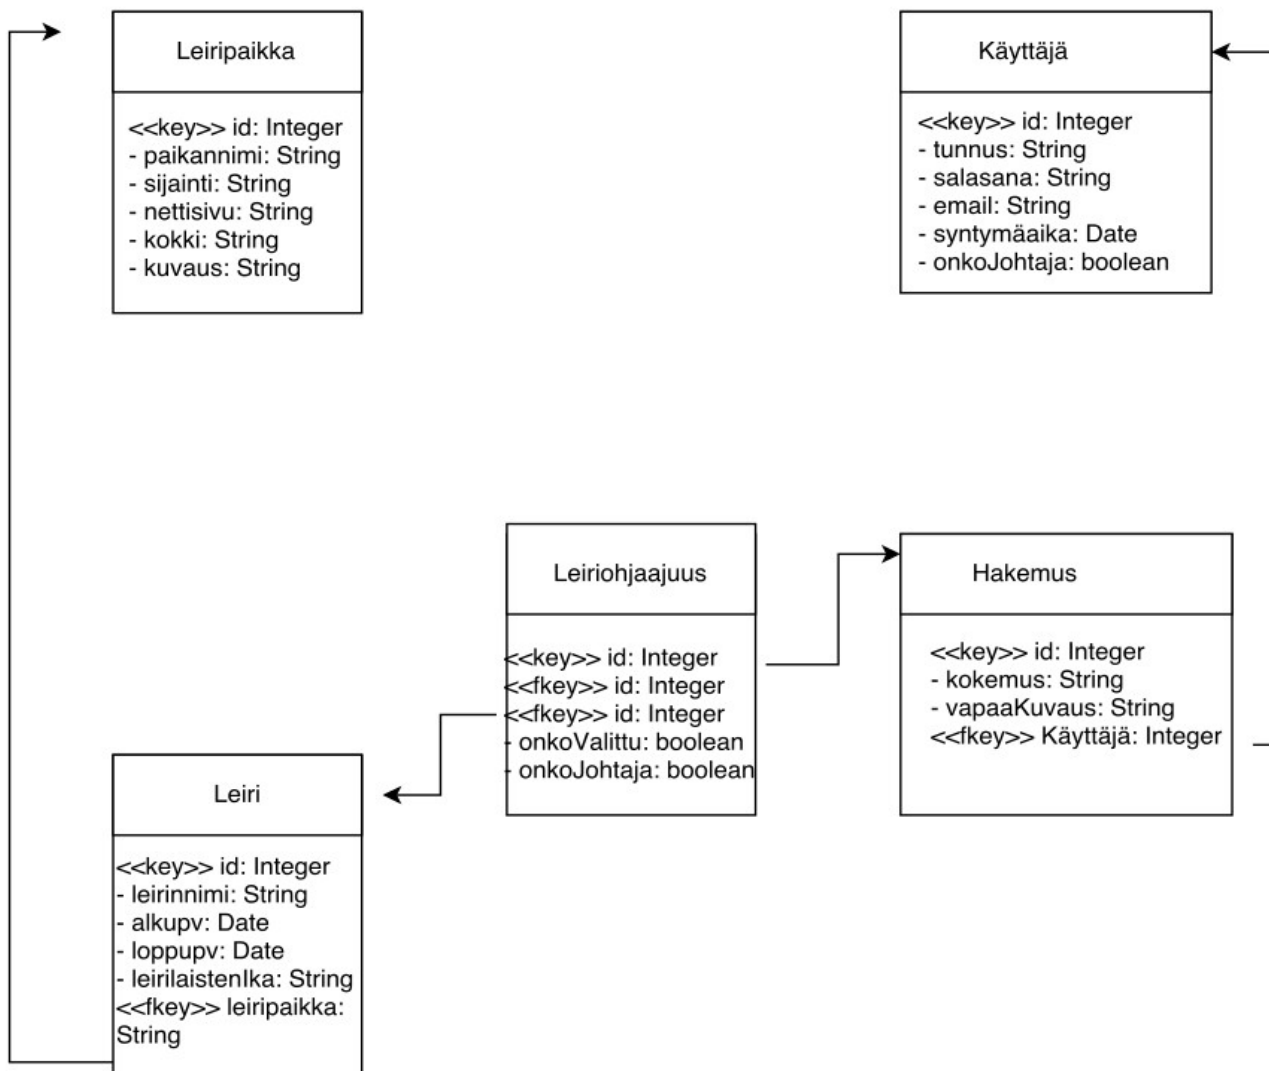 Leiripaikka
<<key>> id: Integer
- paikannimi: String
- sijainti: String
- nettisivu: String
- kokki: String
- kuvaus: String
Käyttäjä
<<key>> id: Integer
- tunnus: String
- salasana: String
- email: String
- syntymäaika: Date
- onkoJohtaja: boolean
Leiriohjaajuus
<<key>> id: Integer
<<fkey>> id: Integer
<<fkey>> id: Integer
- onkoValittu: boolean
- onkoJohtaja: boolean
Hakemus
<<key>> id: Integer
- kokemus: String
- vapaaKuvaus: String
<<fkey>> Käyttäjä: Integer
Leiri
<<key>> id: Integer
- leirinnimi: String
- alkupv: Date
- loppupv: Date
- leirilaistenIka: String
<<fkey>> leiripaikka:
String